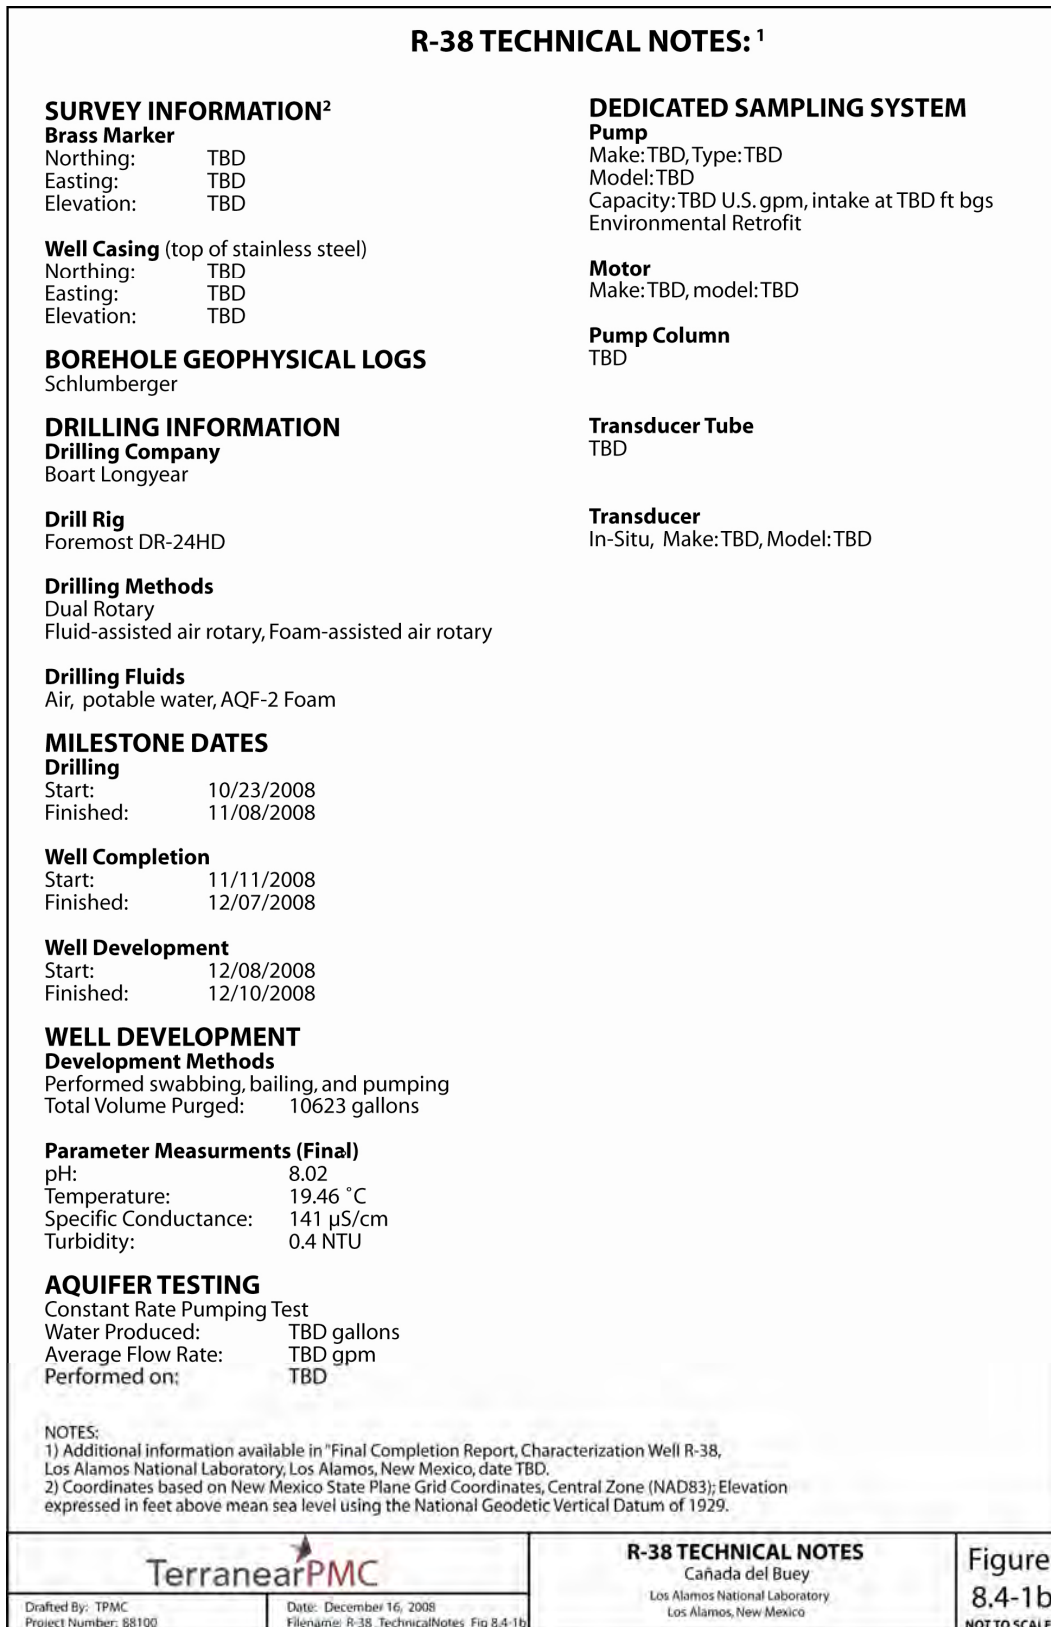 R-38 TECHNICAL NOTES: 1
SURVEY INFORMATION2
Brass Marker
Northing: TBD
Easting: TBD
Elevation: TBD
Well Casing (top of stainless steel)
Northing: TBD
Easting: TBD
Elevation: TBD
BOREHOLE GEOPHYSICAL LOGS
Schlumberger
DRILLING INFORMATION
Drilling Company
Boart Longyear
Drill Rig
Foremost DR-24HD
Drilling Methods
Dual Rotary
Fluid-assisted air rotary, Foam-assisted air rotary
Drilling Fluids
Air, potable water, AQF-2 Foam
MILESTONE DATES
Drilling
Start: 10/23/2008
Finished: 11/08/2008
Well Completion
Start: 11/11/2008
Finished: 12/07/2008
Well Development
Start: 12/08/2008
Finished: 12/10/2008
WELL DEVELOPMENT
Development Methods
Performed swabbing, bailing, and pumping
Total Volume Purged: 10623 gallons
Parameter Measurments (Final)
pH: 8.02
Temperature: 19.46 ˚C
Specific Conductance: 141 µS/cm
Turbidity: 0.4 NTU
AQUIFER TESTING
Constant Rate Pumping Test
Water Produced: TBD gallons
Average Flow Rate: TBD gpm
Performed on: TBD
DEDICATED SAMPLING SYSTEM
Pump
Make: TBD, Type: TBD
Model: TBD
Capacity: TBD U.S. gpm, intake at TBD ft bgs
Environmental Retrofit
Motor
Make: TBD, model: TBD
Pump Column
TBD
Transducer Tube
TBD
Transducer
In-Situ, Make: TBD, Model: TBD
NOTES:
1) Additional information available in "Final Completion Report, Characterization Well R-38,
Los Alamos National Laboratory, Los Alamos, New Mexico, date TBD.
2) Coordinates based on New Mexico State Plane Grid Coordinates, Central Zone (NAD83); Elevation
expressed in feet above mean sea level using the National Geodetic Vertical Datum of 1929.
TerranearPMC
Drafted By: TPMC
Project Number: 88100
Date: December 16, 2008
Filename: R-38_TechnicalNotes_Fig 8.4-1b
R-38 TECHNICAL NOTES
Cañada del Buey
Los Alamos National Laboratory
Los Alamos, New Mexico
Figure
8.4-1b
NOT TO SCALE